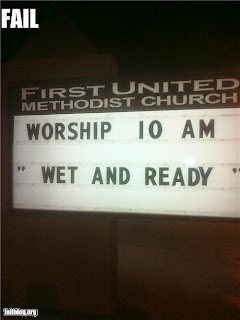 FAIL
FIRST UNITED
METHODIST CHURCH
WORSHIP 10 AM
" WET AND READY "
failblog.org